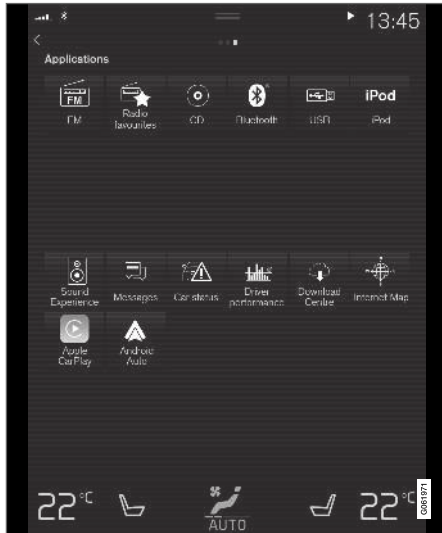 13:45
Applications
FM
iPod
FM
Radio
favourites
CD
Bluetooth
USB
iPod
Sound
Experience
Messages
Car status
Driver
performance
Download
Centre
Internet Map
Apple
CarPlay
Android
Auto
22°C
22°C
AUTO
G061971